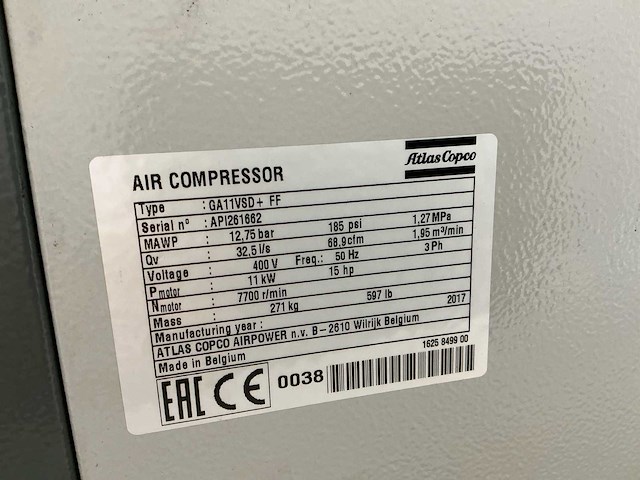 Atlas Copco
AIR COMPRESSOR
Type : GA11VSD+ FF
Serial n° : API261662
MAWP : 12,75 bar 185 psi 1,27 MPa
Qv : 32,5 l/s 68,9cfm 1,95 m³/min
Voltage : 400 V Freq.: 50 Hz 3 Ph
Pmotor : 11 kW 15 hp
Nmotor : 7700 r/min
Mass : 271 kg 597 lb
Manufacturing year : 2017
ATLAS COPCO AIRPOWER n.v. B-2610 Wilrijk Belgium
Made in Belgium 1625 8499 00
EAC CE 0038